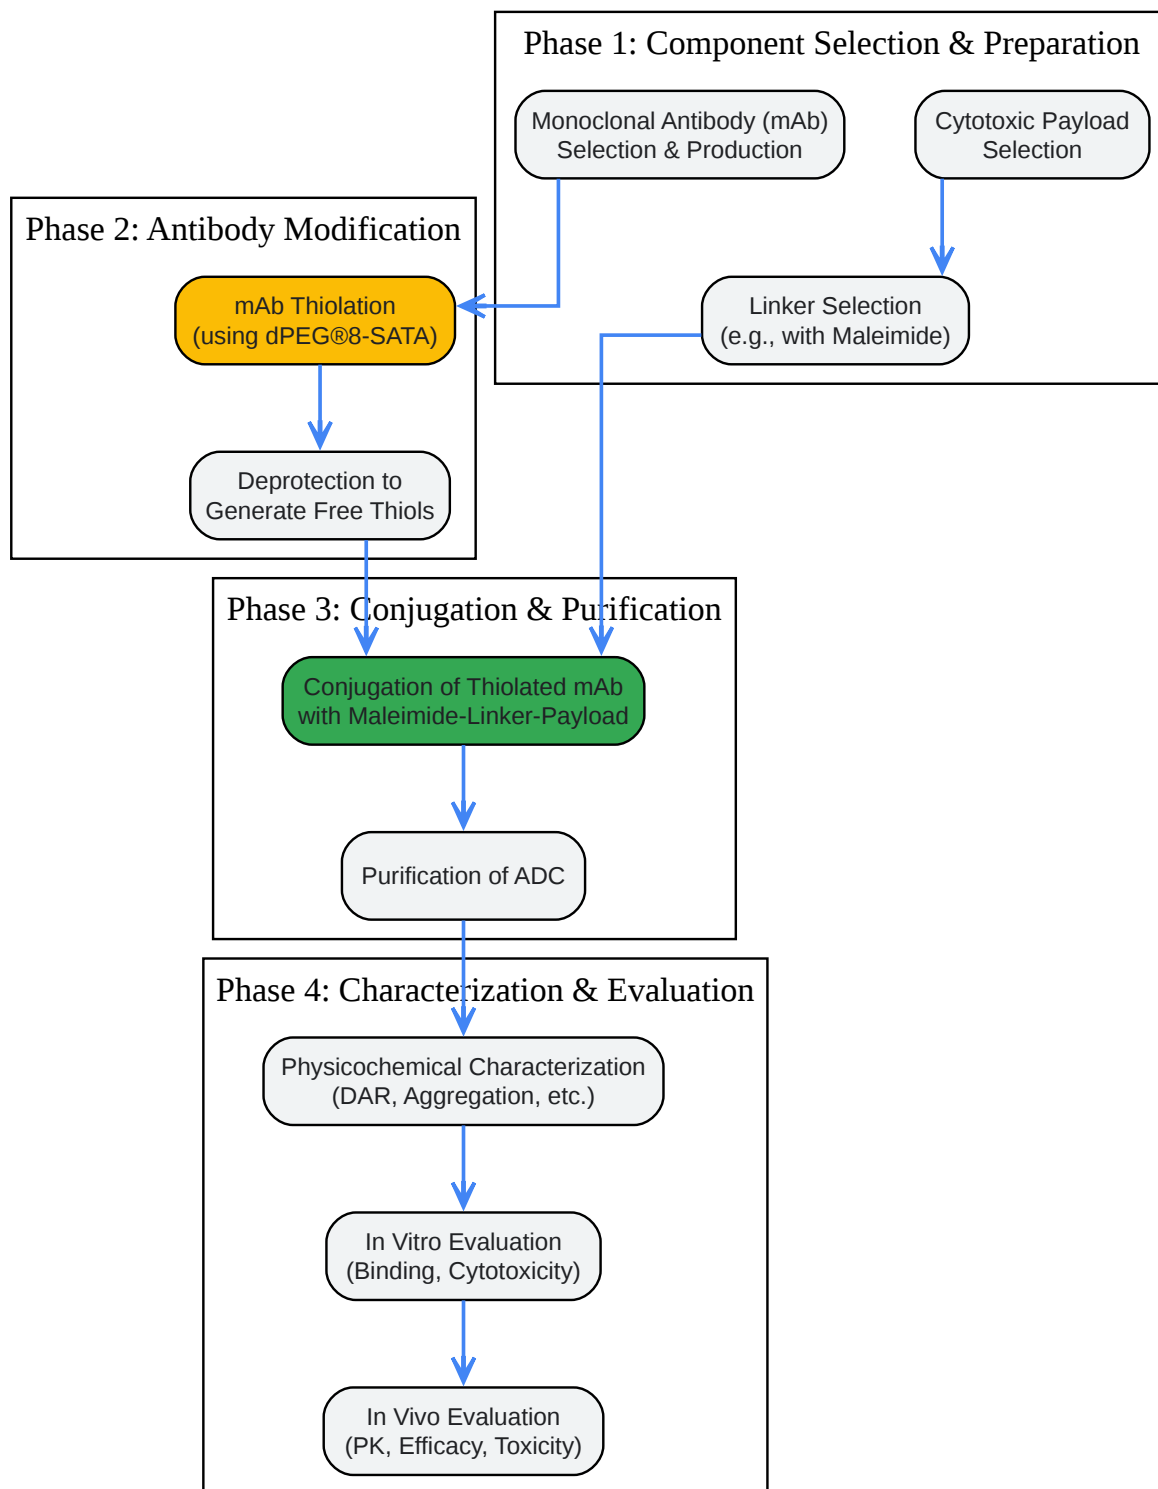 Phase 1: Component Selection & Preparation
Monoclonal Antibody (mAb)
Selection & Production
Cytotoxic Payload
Selection
Linker Selection
(e.g., with Maleimide)
Phase 2: Antibody Modification
mAb Thiolation
(using dPEG®8-SATA)
Deprotection to
Generate Free Thiols
Phase 3: Conjugation & Purification
Conjugation of Thiolated mAb
with Maleimide-Linker-Payload
Purification of ADC
Phase 4: Characterization & Evaluation
Physicochemical Characterization
(DAR, Aggregation, etc.)
In Vitro Evaluation
(Binding, Cytotoxicity)
In Vivo Evaluation
(PK, Efficacy, Toxicity)